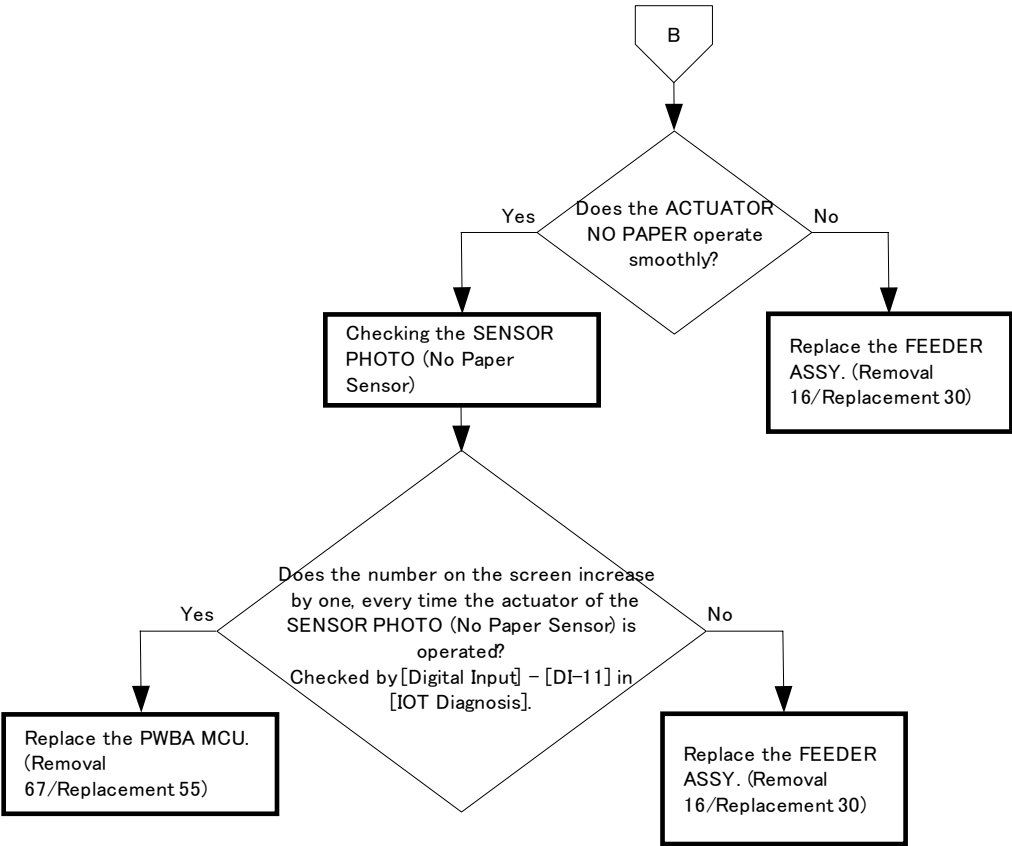 B
Does the ACTUATOR
NO PAPER operate
smoothly?
Yes
No
Checking the SENSOR
PHOTO (No Paper
Sensor)
Replace the FEEDER
ASSY. (Removal
16/Replacement 30)
Does the number on the screen increase
by one, every time the actuator of the
SENSOR PHOTO (No Paper Sensor) is
operated?
Checked by [Digital Input] - [DI-11] in
[IOT Diagnosis].
Yes
No
Replace the PWBA MCU.
(Removal
67/Replacement 55)
Replace the FEEDER
ASSY. (Removal
16/Replacement 30)